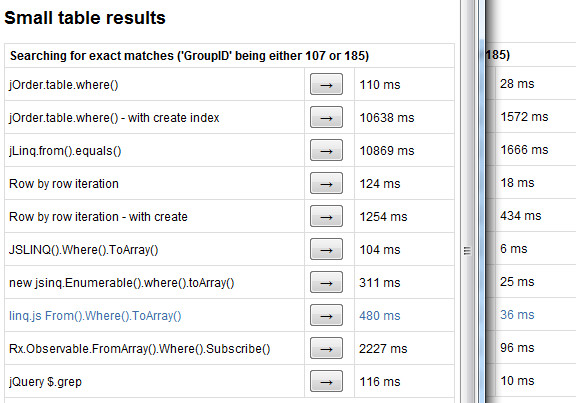 Small table results
Searching for exact matches ('GroupID' being either 107 or 185) 185)
jOrder.table.where() → 110 ms 28 ms
jOrder.table.where() - with create index → 10638 ms 1572 ms
jLinq.from().equals() → 10869 ms 1666 ms
Row by row iteration → 124 ms 18 ms
Row by row iteration - with create → 1254 ms 434 ms
JSLINQ().Where().ToArray() → 104 ms 6 ms
new jsinq.Enumerable().where().toArray() → 311 ms 25 ms
linq.js From().Where().ToArray() → 480 ms 36 ms
Rx.Observable.FromArray().Where().Subscribe() → 2227 ms 96 ms
jQuery $.grep → 116 ms 10 ms